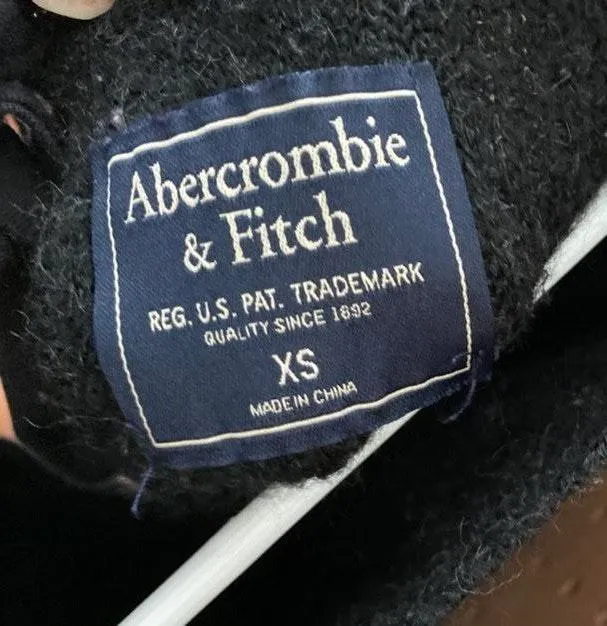 Abercrombie
& Fitch
REG. U.S. PAT. TRADEMARK
QUALITY SINCE 1892
XS
MADE IN CHINA